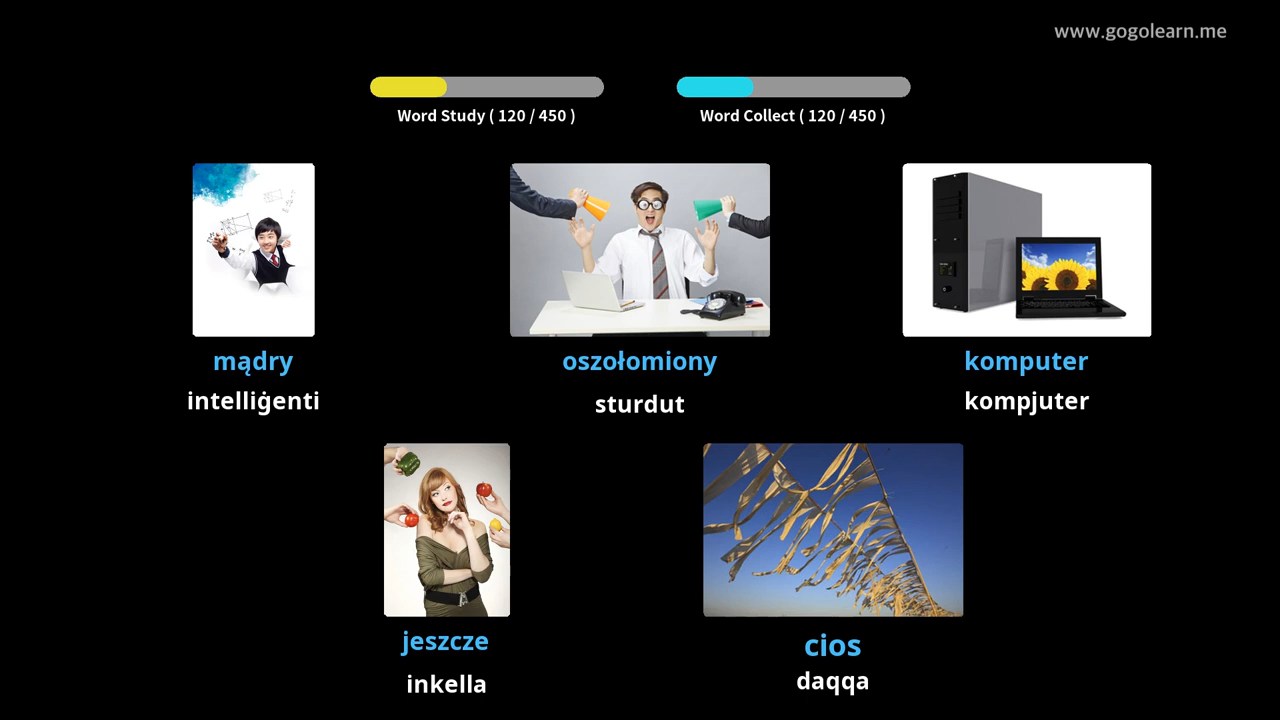 www.gogolearn.me
Word Study ( 120 / 450 )
Word Collect ( 120 / 450 )
mądry
intelliġenti
oszołomiony
sturdut
komputer
kompjuter
jeszcze
inkella
cios
daqqa